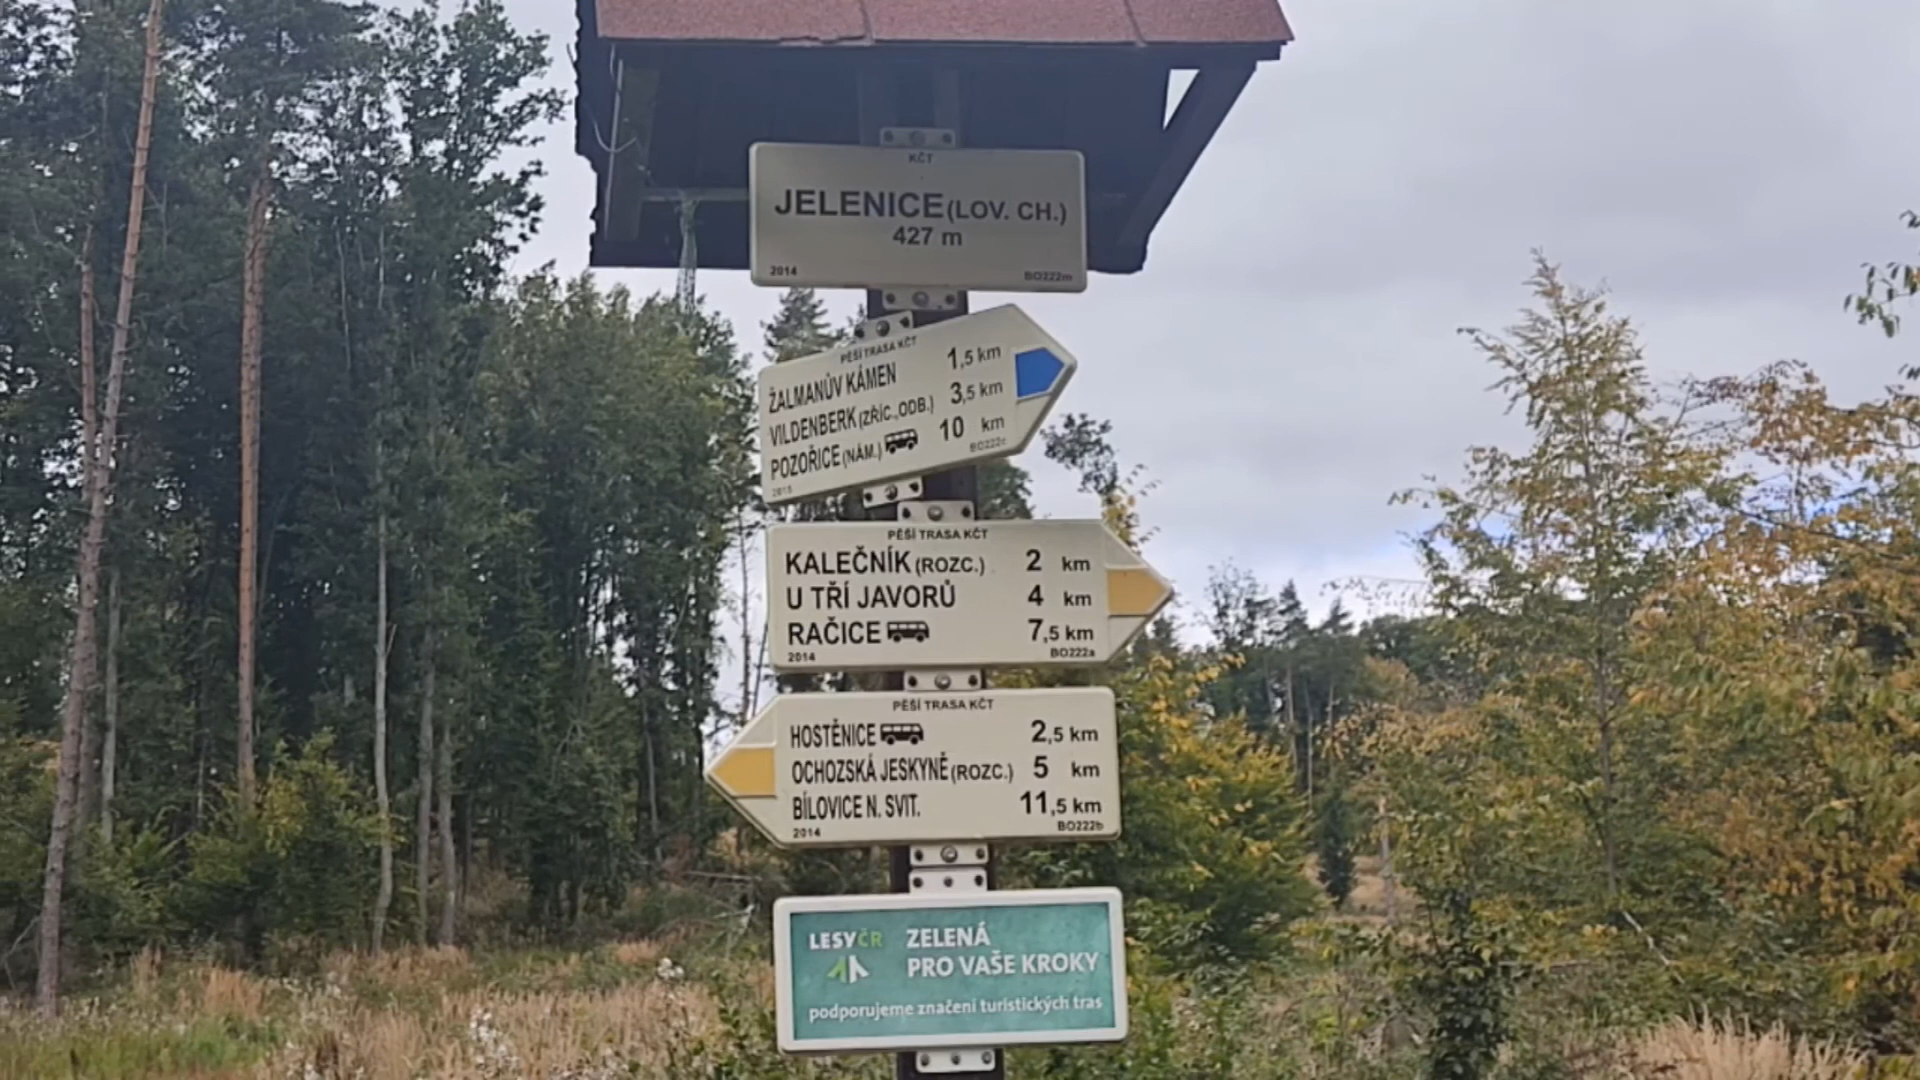 KČT
JELENICE (LOV. CH.)
427 m
2014 BO222m
PĚŠÍ TRASA KČT
ŽALMANŮV KÁMEN 1,5 km
VILDENBERK (ZŘÍC.,ODB.) 3,5 km
POZOŘICE (NÁM.) 10 km
2015 BO222c
PĚŠÍ TRASA KČT
KALEČNÍK (ROZC.) 2 km
U TŘÍ JAVORŮ 4 km
RAČICE 7,5 km
2014 BO222a
PĚŠÍ TRASA KČT
HOSTĚNICE 2,5 km
OCHOZSKÁ JESKYNĚ (ROZC.) 5 km
BÍLOVICE N. SVIT. 11,5 km
2014 BO222b
LESY ČR ZELENÁ
PRO VAŠE KROKY
podporujeme značení turistických tras